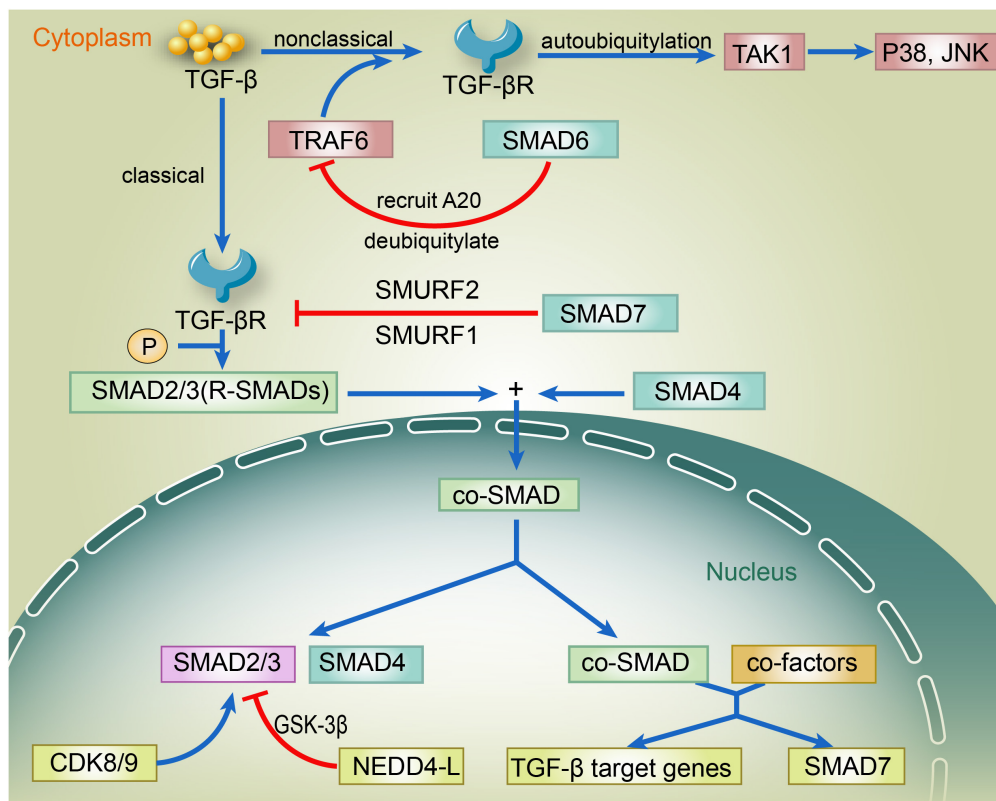 Cytoplasm
TGF-β
nonclassical
TGF-βR
autoubiquitylation
TAK1
P38, JNK
TRAF6
SMAD6
classical
recruit A20
deubiquitylate
TGF-βR
SMURF2
SMURF1
SMAD7
P
SMAD2/3(R-SMADs)
+
SMAD4
co-SMAD
Nucleus
SMAD2/3
SMAD4
co-SMAD
co-factors
GSK-3β
CDK8/9
NEDD4-L
TGF-β target genes
SMAD7